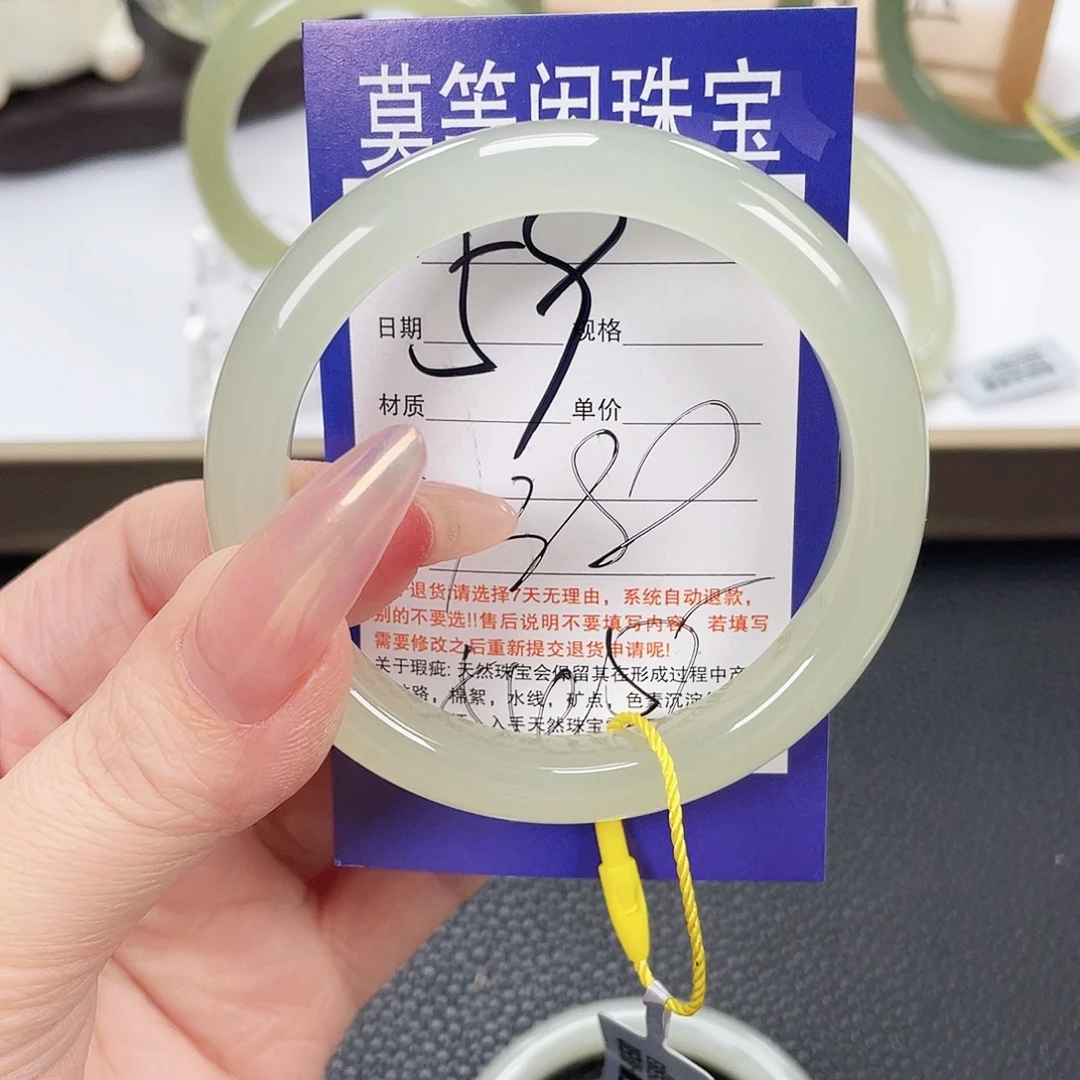 莫等闲珠宝
59
日期 规格
材质 单价
380
退货,请选择7天无理由，系统自动退款，
别的不要选!!售后说明不要填写内容，若填写
需要修改之后重新提交退货申请呢!
关于瑕疵: 天然珠宝会保留其在形成过程中产
路，棉絮，水线，矿点，色素沉淀
入手天然珠宝